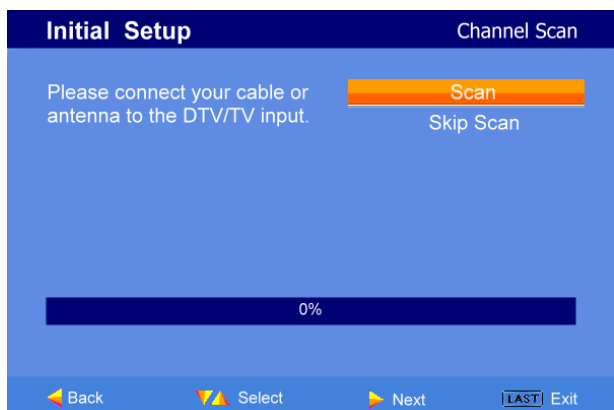 Initial Setup
Channel Scan
Please connect your cable or
antenna to the DTV/TV input.
Scan
Skip Scan
0%
Back
Select
Next
LAST Exit